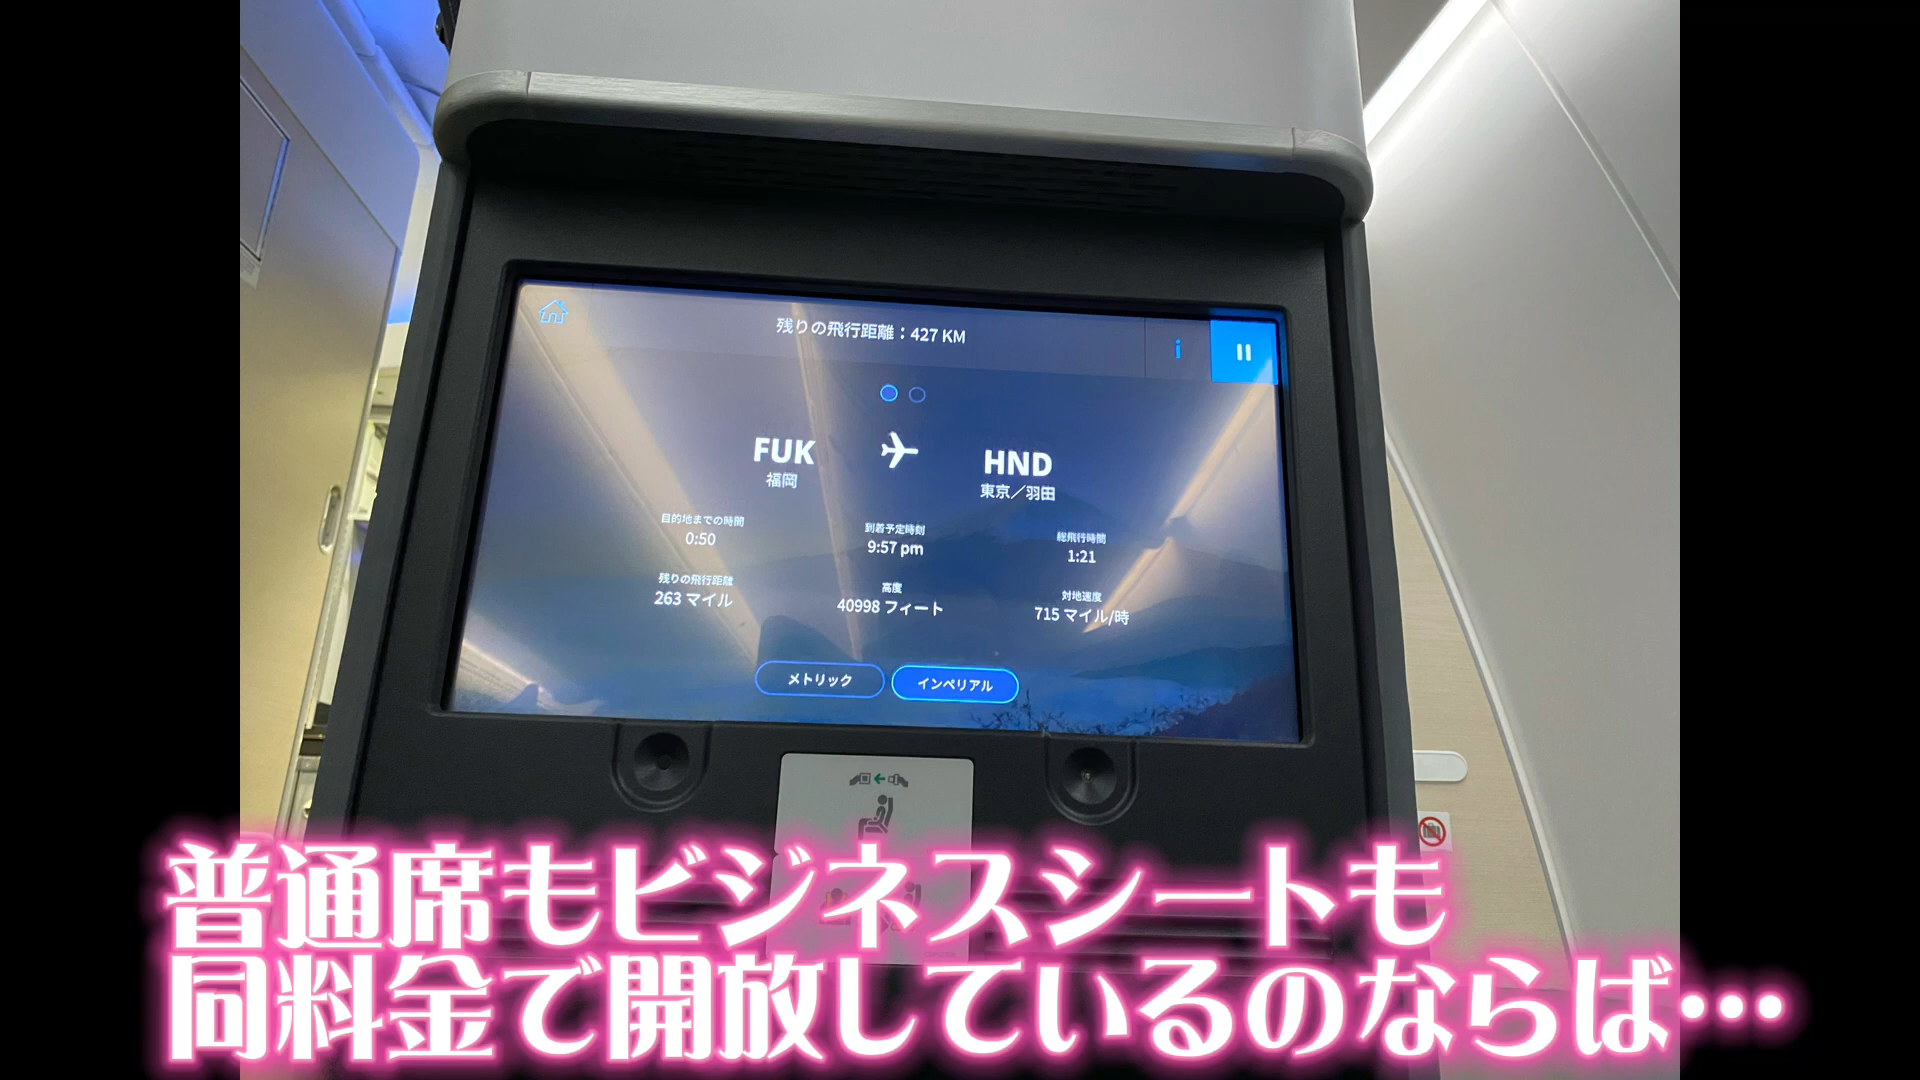 残りの飛行距離：427 KM
i
FUK
福岡
HND
東京／羽田
目的地までの時間
0:50
到着予定時刻
9:57 pm
総飛行時間
1:21
残りの飛行距離
263 マイル
高度
40998 フィート
対地速度
715 マイル/時
メトリック
インペリアル
普通席もビジネスシートも
同料金で開放しているのならば…